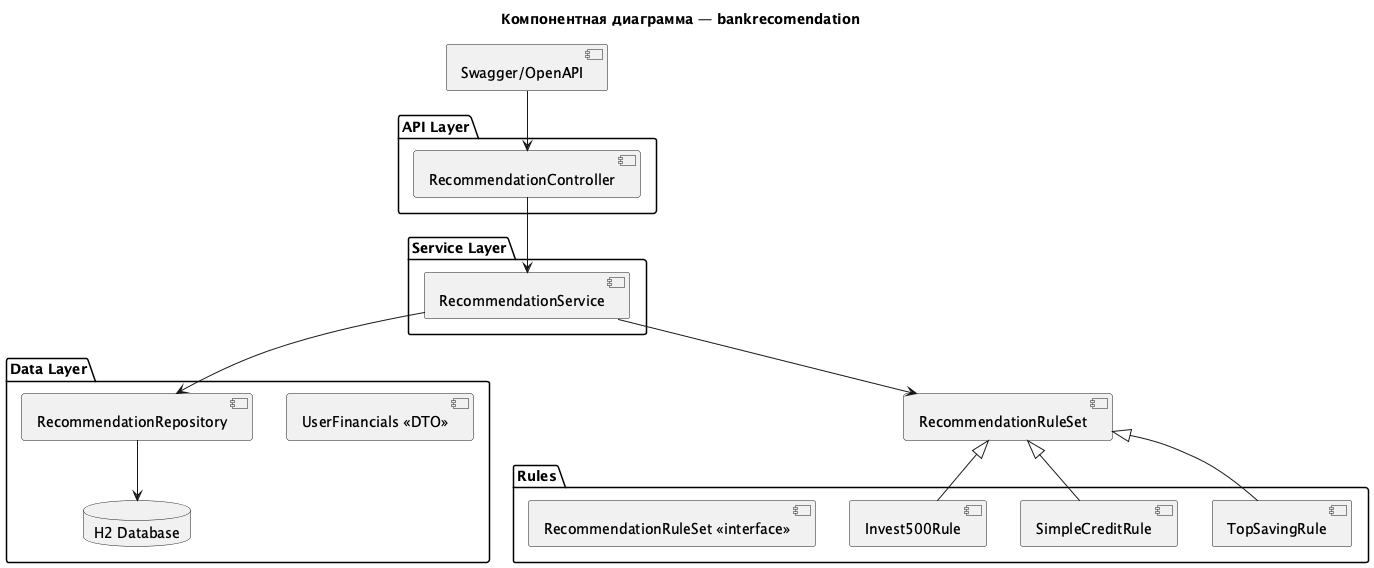 Компонентная диаграмма — bankrecomendation
Swagger/OpenAPI
API Layer
RecommendationController
Service Layer
RecommendationService
Data Layer
RecommendationRepository
UserFinancials «DTO»
H2 Database
RecommendationRuleSet
Rules
RecommendationRuleSet «interface»
Invest500Rule
SimpleCreditRule
TopSavingRule